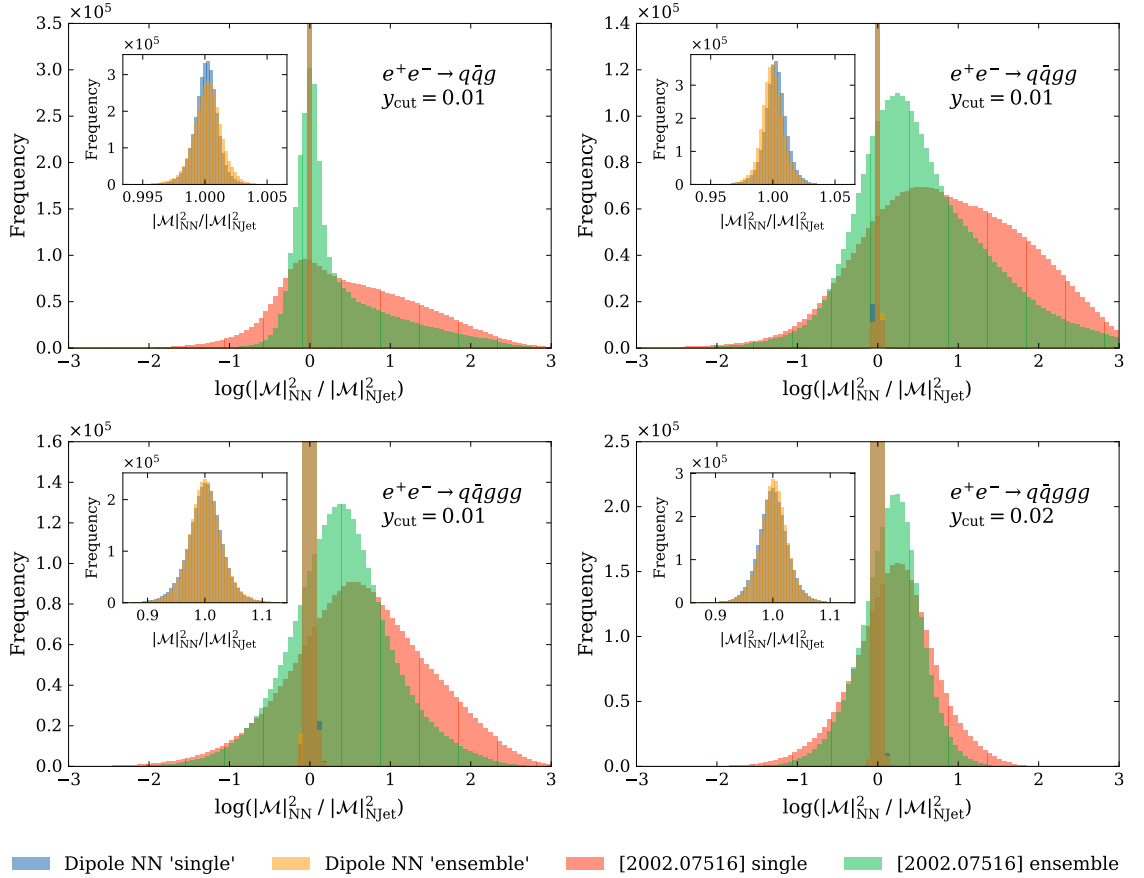 ×10⁵
3.5
3.0
2.5
2.0
1.5
1.0
0.5
0.0
Frequency
−3 −2 −1 0 1 2 3
log(|ℳ|²_NN / |ℳ|²_NJet)
e⁺e⁻ → qq̄g
y_cut = 0.01
×10⁵
3
2
1
0
Frequency
0.995 1.000 1.005
|ℳ|²_NN/|ℳ|²_NJet
×10⁵
1.4
1.2
1.0
0.8
0.6
0.4
0.2
0.0
Frequency
−3 −2 −1 0 1 2 3
log(|ℳ|²_NN / |ℳ|²_NJet)
e⁺e⁻ → qq̄gg
y_cut = 0.01
×10⁵
4
3
2
1
0
Frequency
0.95 1.00 1.05
|ℳ|²_NN/|ℳ|²_NJet
×10⁵
1.6
1.4
1.2
1.0
0.8
0.6
0.4
0.2
0.0
Frequency
−3 −2 −1 0 1 2 3
log(|ℳ|²_NN / |ℳ|²_NJet)
e⁺e⁻ → qq̄ggg
y_cut = 0.01
×10⁵
2
1
0
Frequency
0.9 1.0 1.1
|ℳ|²_NN/|ℳ|²_NJet
×10⁵
2.5
2.0
1.5
1.0
0.5
0.0
Frequency
−3 −2 −1 0 1 2 3
log(|ℳ|²_NN / |ℳ|²_NJet)
e⁺e⁻ → qq̄ggg
y_cut = 0.02
×10⁵
3
2
1
0
Frequency
0.9 1.0 1.1
|ℳ|²_NN/|ℳ|²_NJet
Dipole NN 'single' Dipole NN 'ensemble' [2002.07516] single [2002.07516] ensemble